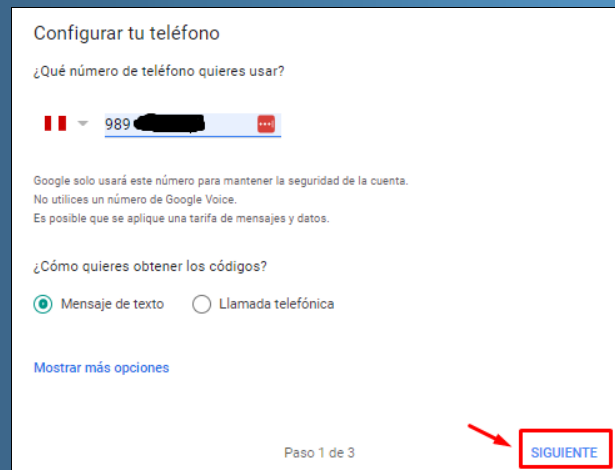 Configurar tu teléfono
¿Qué número de teléfono quieres usar?
989
Google solo usará este número para mantener la seguridad de la cuenta.
No utilices un número de Google Voice.
Es posible que se aplique una tarifa de mensajes y datos.
¿Cómo quieres obtener los códigos?
Mensaje de texto Llamada telefónica
Mostrar más opciones
Paso 1 de 3 SIGUIENTE